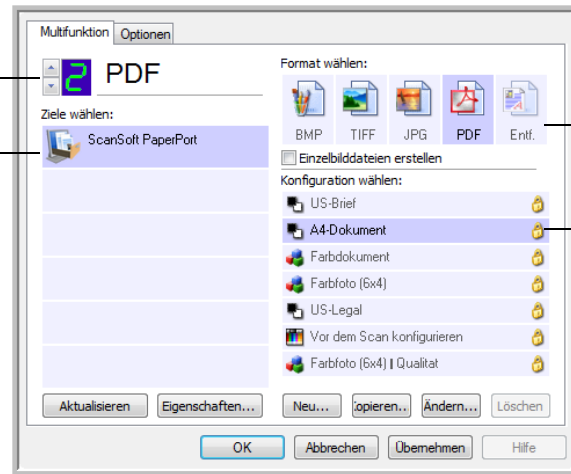 Multifunktion Optionen
2 PDF
Ziele wählen:
ScanSoft PaperPort
Aktualisieren Eigenschaften...
Format wählen:
BMP TIFF JPG PDF Entf.
Einzelbilddateien erstellen
Konfiguration wählen:
US-Brief
A4-Dokument
Farbdokument
Farbfoto (6x4)
US-Legal
Vor dem Scan konfigurieren
Farbfoto (6x4) | Qualitat
Neu... opieren.. Ändern... Löschen
OK Abbrechen Übernehmen Hilfe